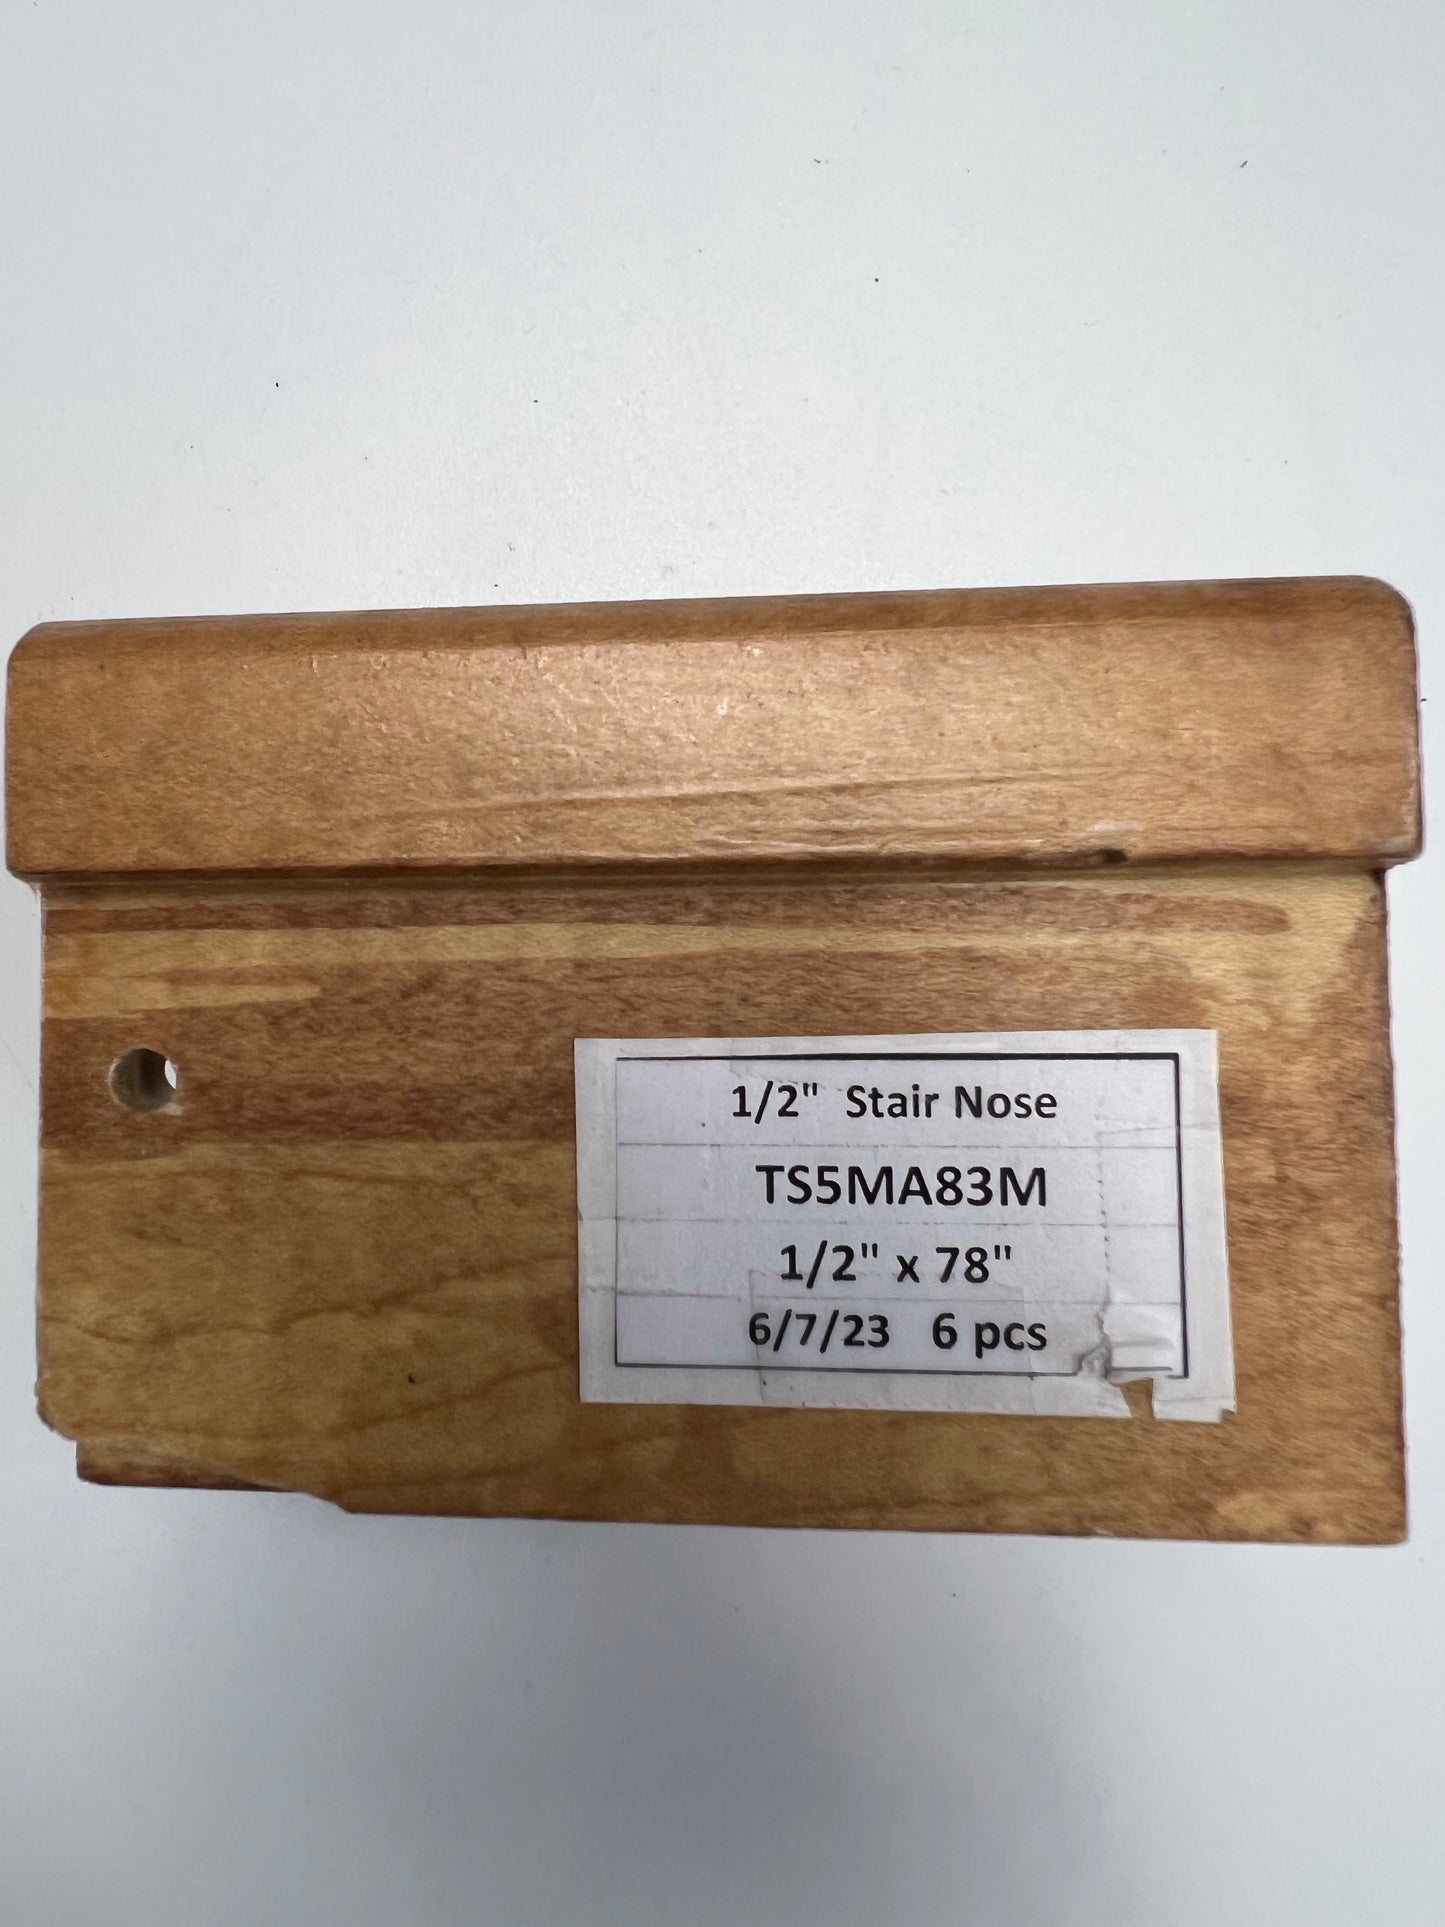 1/2" Stair Nose
TS5MA83M
1/2" x 78"
6/7/23 6 pcs